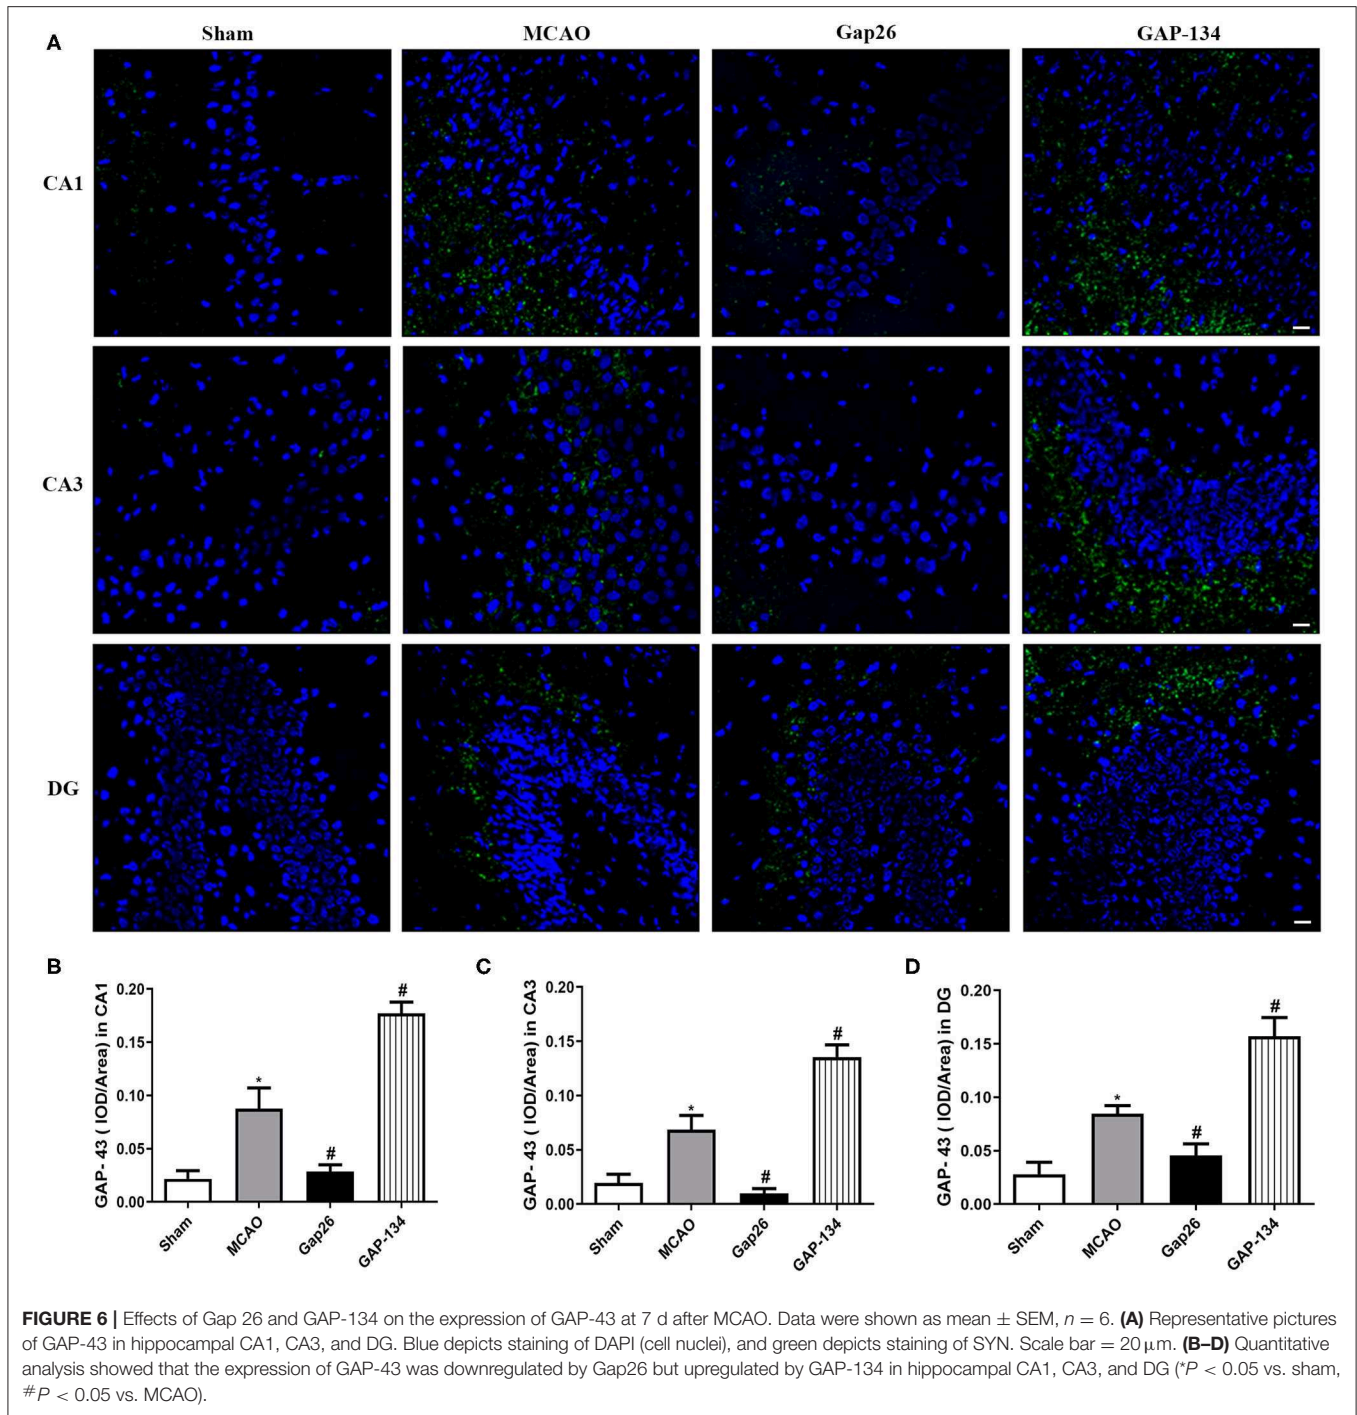 A
Sham
MCAO
Gap26
GAP-134
CA1
CA3
DG
B
GAP- 43 ( IOD/Area) in CA1
0.20
0.15
0.10
0.05
0.00
*
#
#
Sham
MCAO
Gap26
GAP-134
C
GAP- 43 ( IOD/Area) in CA3
0.20
0.15
0.10
0.05
0.00
*
#
#
Sham
MCAO
Gap26
GAP-134
D
GAP- 43 ( IOD/Area) in DG
0.20
0.15
0.10
0.05
0.00
*
#
#
Sham
MCAO
Gap26
GAP-134
FIGURE 6 | Effects of Gap 26 and GAP-134 on the expression of GAP-43 at 7 d after MCAO. Data were shown as mean ± SEM, n = 6. (A) Representative pictures
of GAP-43 in hippocampal CA1, CA3, and DG. Blue depicts staining of DAPI (cell nuclei), and green depicts staining of SYN. Scale bar = 20 μm. (B–D) Quantitative
analysis showed that the expression of GAP-43 was downregulated by Gap26 but upregulated by GAP-134 in hippocampal CA1, CA3, and DG (*P < 0.05 vs. sham,
#P < 0.05 vs. MCAO).